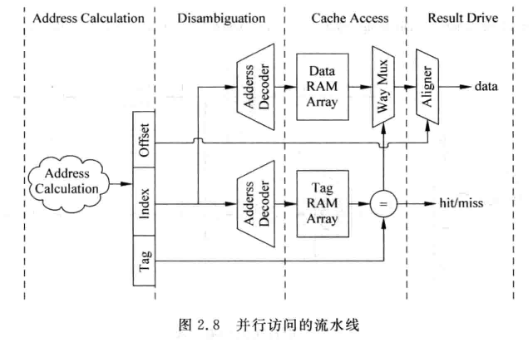 Address Calculation
Disambiguation
Cache Access
Result Drive
Adderss
Decoder
Data
RAM
Array
Way Mux
Aligner
data
Offset
Address
Calculation
Index
Adderss
Decoder
Tag
RAM
Array
=
hit/miss
Tag
图 2.8 并行访问的流水线